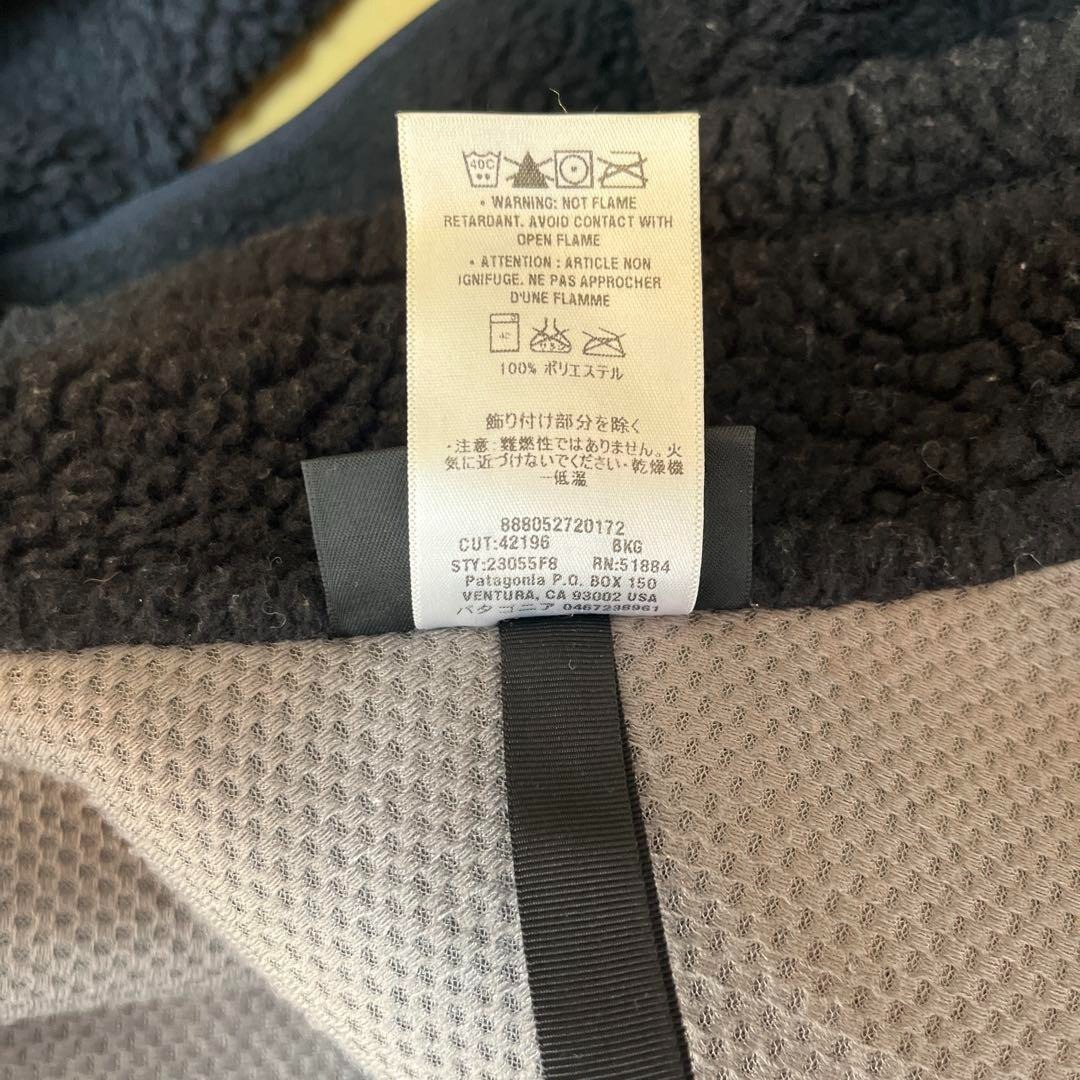 40C
• WARNING: NOT FLAME
RETARDANT. AVOID CONTACT WITH
OPEN FLAME
• ATTENTION : ARTICLE NON
IGNIFUGE. NE PAS APPROCHER
D'UNE FLAMME
40
100% ポリエステル
飾り付け部分を除く
・注意:難燃性ではありません。火
気に近づけないでください・乾燥機
ー低温
888052720172
CUT:42196 BKG
STY:23055F8 RN:51884
Patagonia P.O. BOX 150
VENTURA, CA 93002 USA
パタゴニア 0467238961